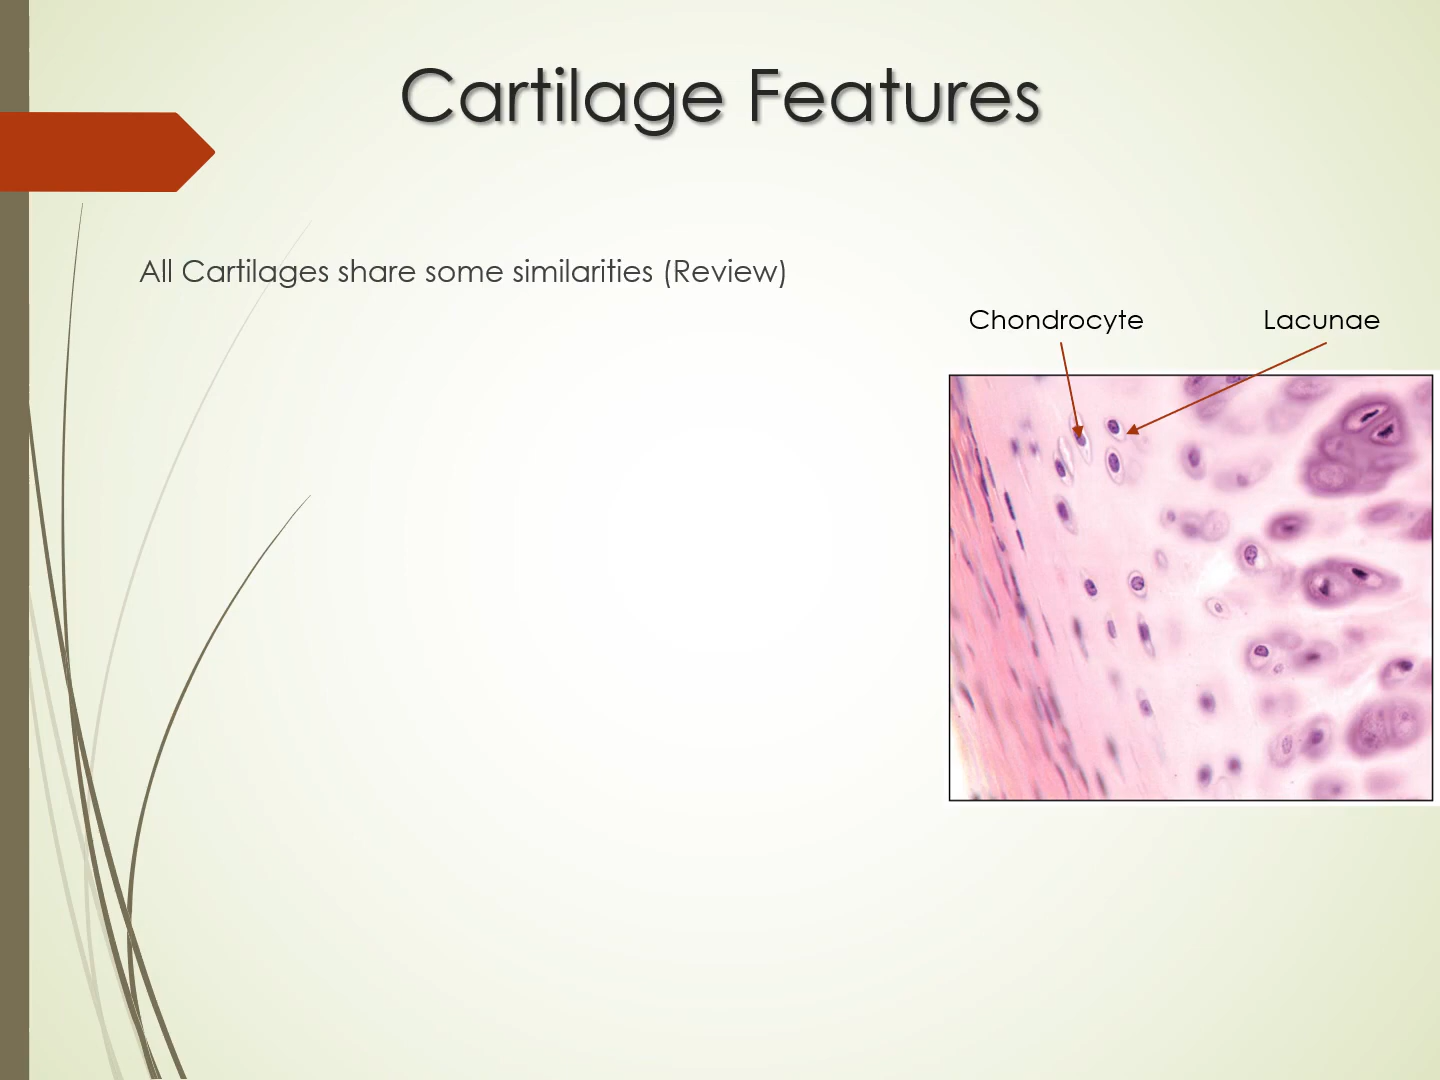 Cartilage Features
All Cartilages share some similarities (Review)
Chondrocyte
Lacunae